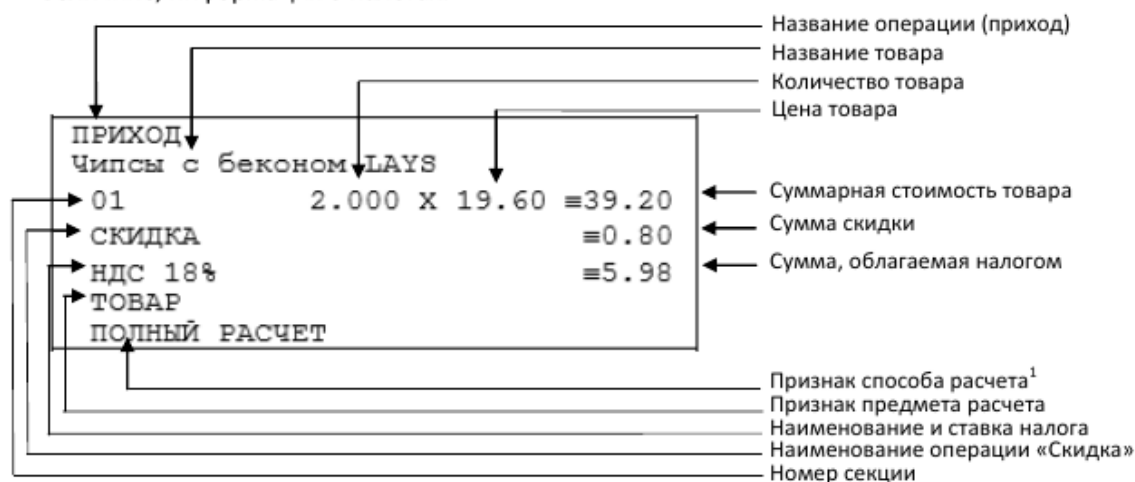 Название операции (приход)
Название товара
Количество товара
Цена товара
ПРИХОД
Чипсы с беконом LAYS
01 2.000 X 19.60 ≡39.20
СКИДКА ≡0.80
НДС 18% ≡5.98
ТОВАР
ПОЛНЫЙ РАСЧЕТ
Суммарная стоимость товара
Сумма скидки
Сумма, облагаемая налогом
Признак способа расчета¹
Признак предмета расчета
Наименование и ставка налога
Наименование операции «Скидка»
Номер секции